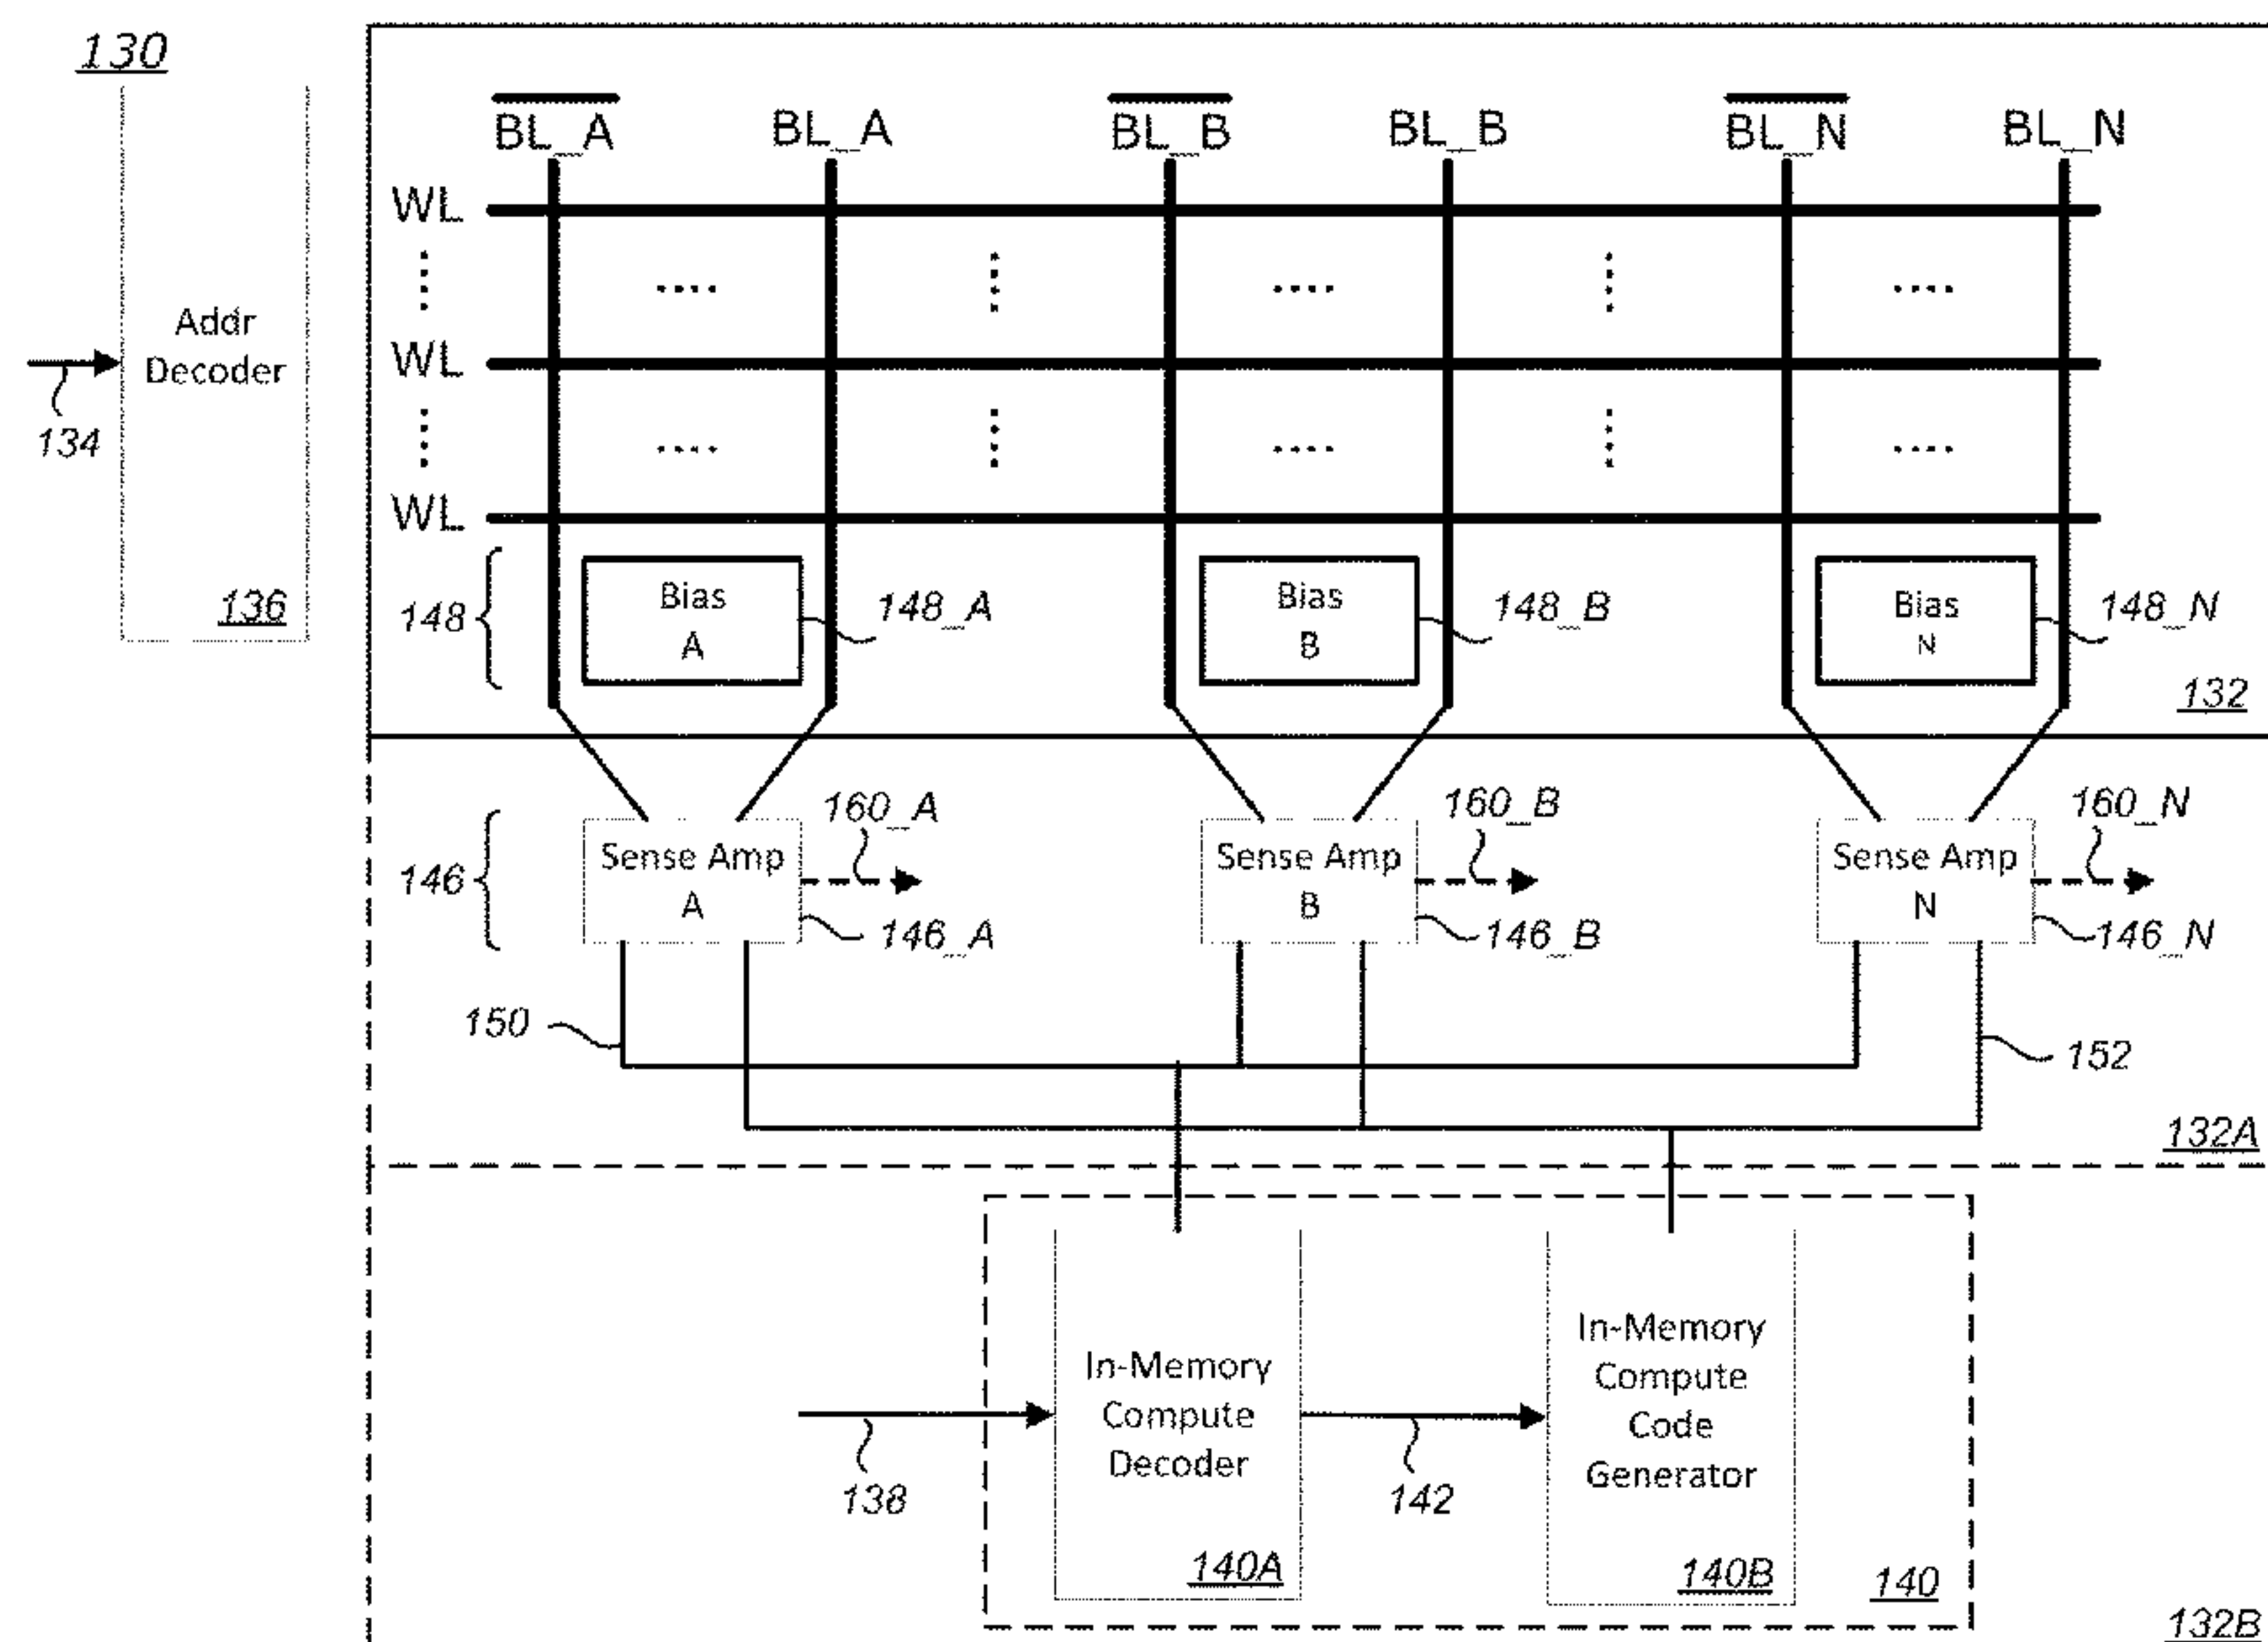 130
BL_A BL_A BL_B BL_B BL_N BL_N
WL
Addr
Decoder
WL
134
WL
136
148
Bias
A
148_A
Bias
B
148_B
Bias
N
148_N
132
160_A
160_B
160_N
146
Sense Amp
A
146_A
Sense Amp
B
146_B
Sense Amp
N
146_N
150
152
132A
In-Memory
Compute
Decoder
In-Memory
Compute
Code
Generator
138
142
140A
140B
140
132B